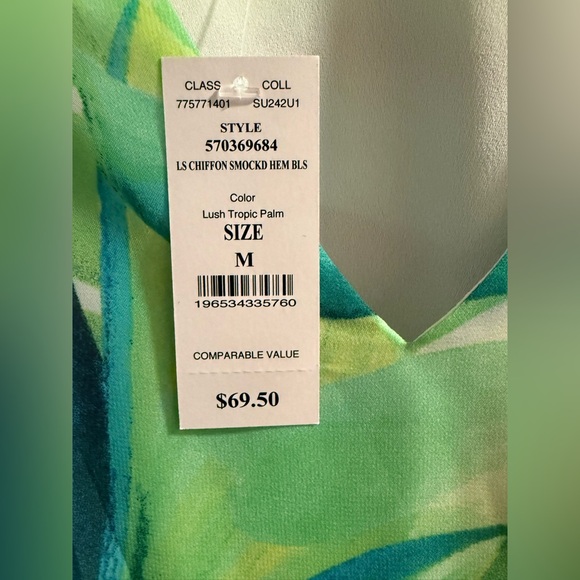 CLASS COLL
775771401 SU242U1
STYLE
570369684
LS CHIFFON SMOCKD HEM BLS
Color
Lush Tropic Palm
SIZE
M
196534335760
COMPARABLE VALUE
$69.50